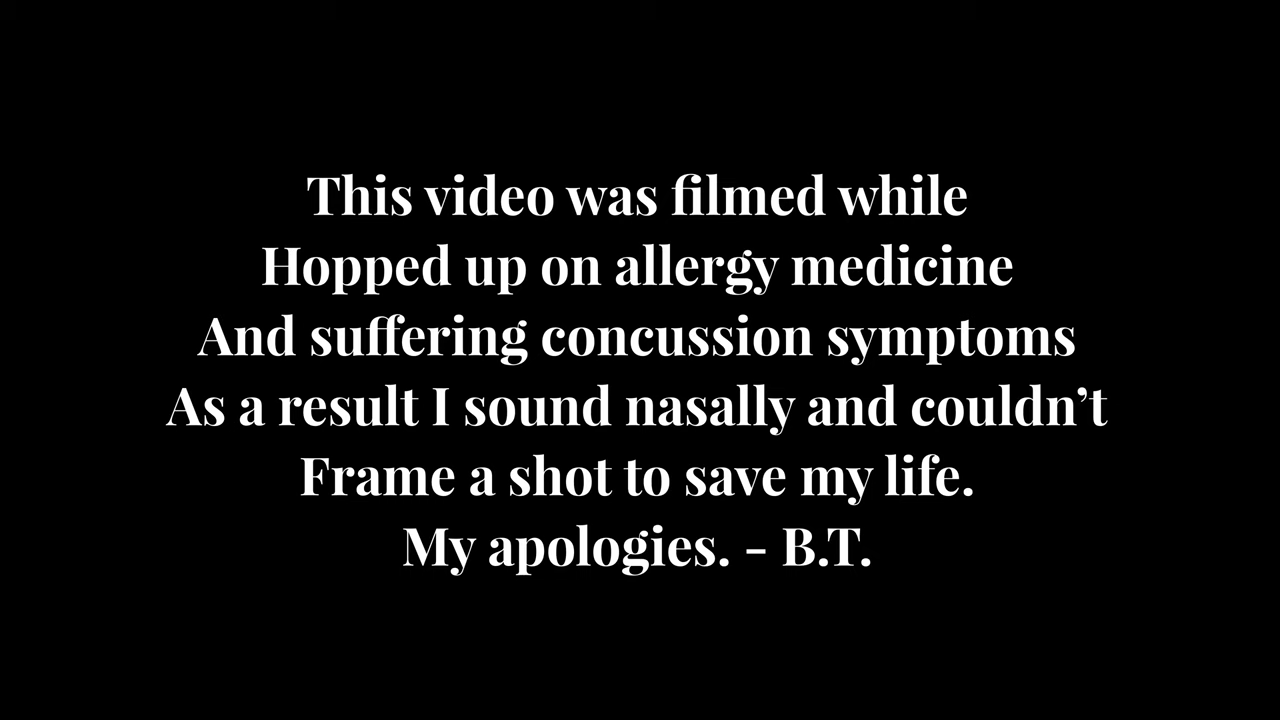 This video was filmed while
Hopped up on allergy medicine
And suffering concussion symptoms
As a result I sound nasally and couldn’t
Frame a shot to save my life.
My apologies. - B.T.